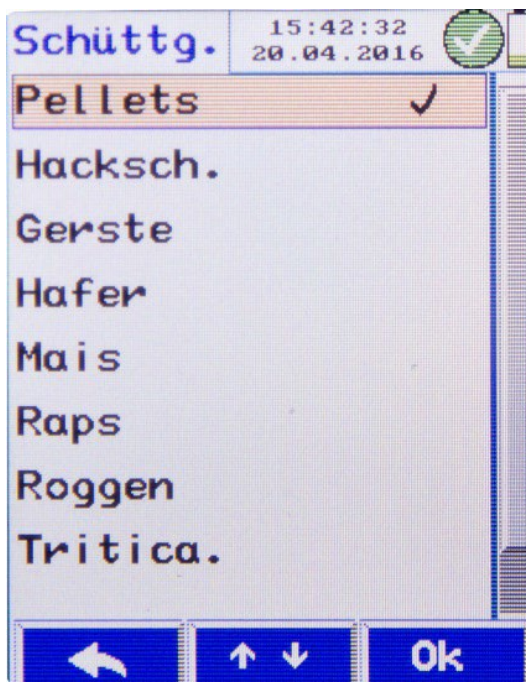 Schüttg.
15:42:32
20.04.2016
Pellets
Hacksch.
Gerste
Hafer
Mais
Raps
Roggen
Tritica.
Ok